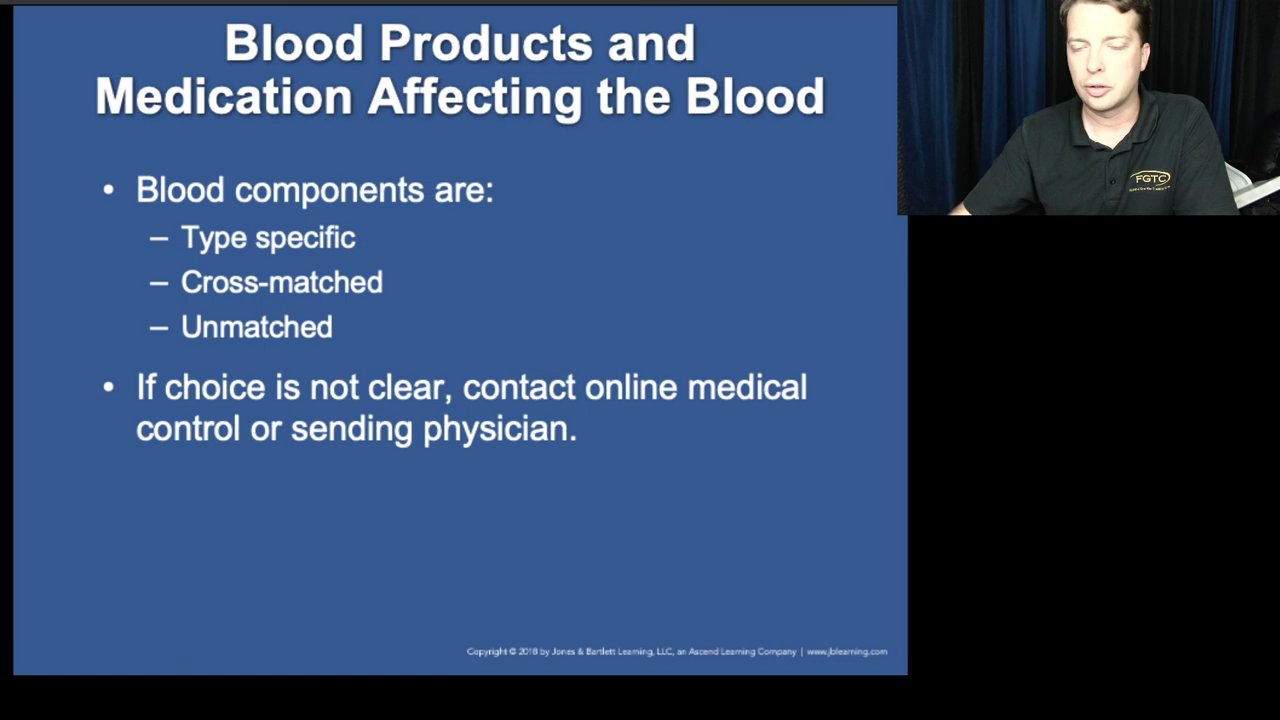 Blood Products and
Medication Affecting the Blood
• Blood components are:
– Type specific
– Cross-matched
– Unmatched
• If choice is not clear, contact online medical
control or sending physician.
Copyright © 2018 by Jones & Bartlett Learning, LLC, an Ascend Learning Company | www.jblearning.com
FGTC